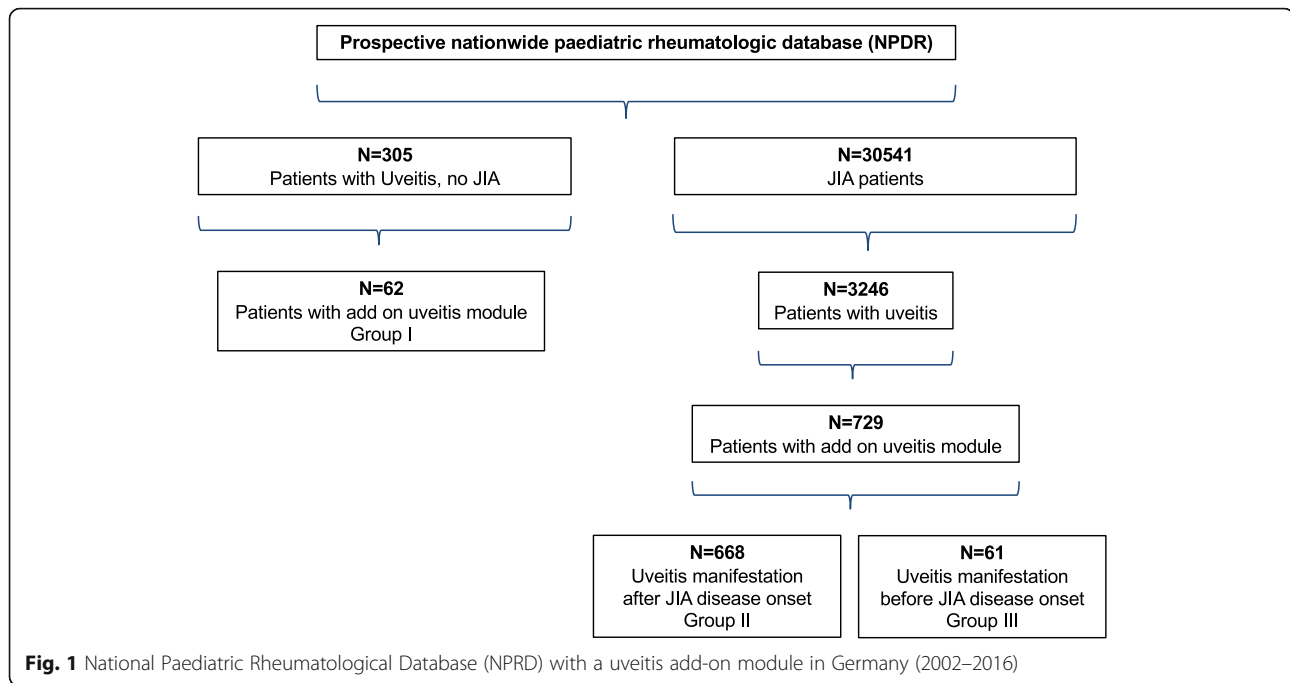 Prospective nationwide paediatric rheumatologic database (NPDR)
N=305
Patients with Uveitis, no JIA
N=30541
JIA patients
N=62
Patients with add on uveitis module
Group I
N=3246
Patients with uveitis
N=729
Patients with add on uveitis module
N=668
Uveitis manifestation
after JIA disease onset
Group II
N=61
Uveitis manifestation
before JIA disease onset
Group III
Fig. 1 National Paediatric Rheumatological Database (NPRD) with a uveitis add-on module in Germany (2002–2016)